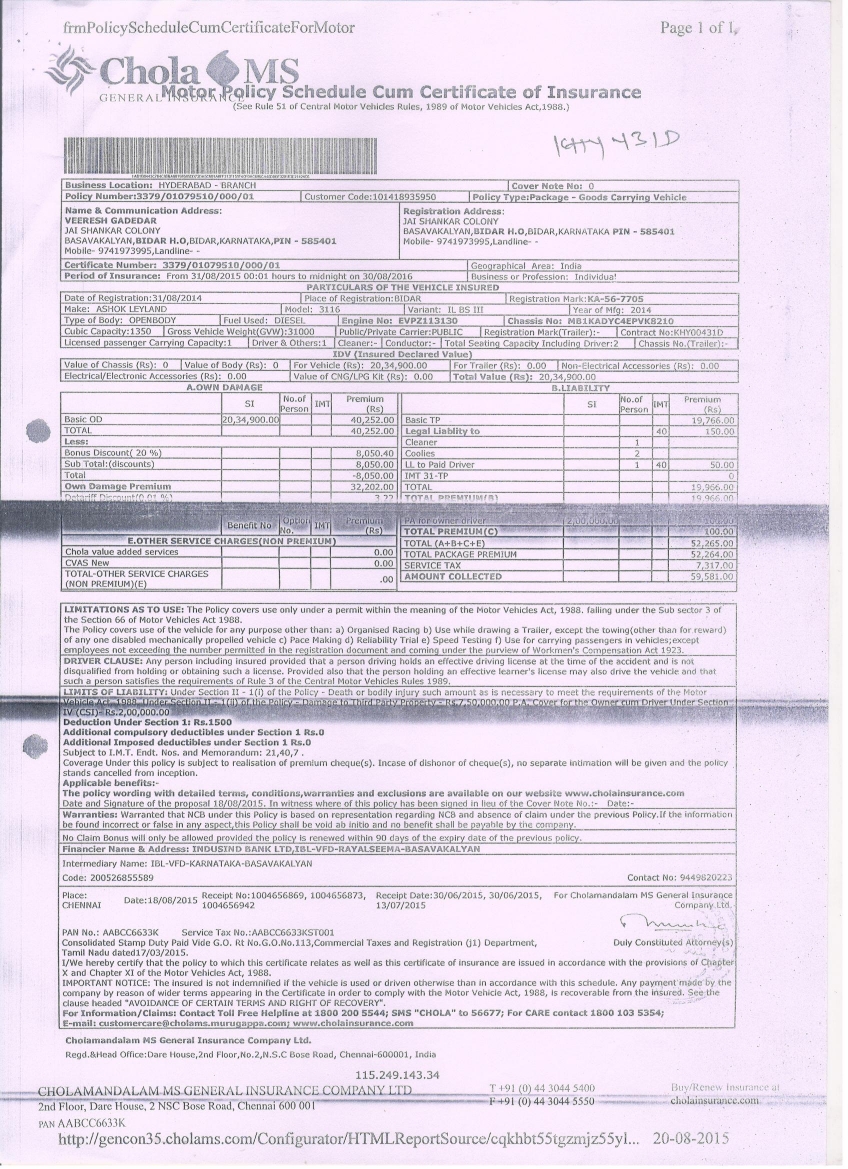 frmPolicyScheduleCumCertificateForMotor Page 1 of 1
Chola MS
GENERAL INSURANCE
Motor Policy Schedule Cum Certificate of Insurance
(See Rule 51 of Central Motor Vehicles Rules, 1989 of Motor Vehicles Act,1988.)
KHY 431D
Business Location: HYDERABAD - BRANCH Cover Note No: 0
Policy Number:3379/01079510/000/01 Customer Code:101418935950 Policy Type:Package - Goods Carrying Vehicle
Name & Communication Address: Registration Address:
VEERESH GADEDAR JAI SHANKAR COLONY
JAI SHANKAR COLONY BASAVAKALYAN,BIDAR H.O,BIDAR,KARNATAKA PIN - 585401
BASAVAKALYAN,BIDAR H.O,BIDAR,KARNATAKA,PIN - 585401 Mobile- 9741973995,Landline- -
Mobile- 9741973995,Landline- -
Certificate Number: 3379/01079510/000/01 Geographical Area: India
Period of Insurance: From 31/08/2015 00:01 hours to midnight on 30/08/2016 Business or Profession: Individual
PARTICULARS OF THE VEHICLE INSURED
Date of Registration:31/08/2014 Place of Registration:BIDAR Registration Mark:KA-56-7705
Make: ASHOK LEYLAND Model: 3116 Variant: IL BS III Year of Mfg: 2014
Type of Body: OPENBODY Fuel Used: DIESEL Engine No: EVPZ113130 Chassis No: MB1KADYC4EPVK8210
Cubic Capacity:1350 Gross Vehicle Weight(GVW):31000 Public/Private Carrier:PUBLIC Registration Mark(Trailer):- Contract No:KHY00431D
Licensed passenger Carrying Capacity:1 Driver & Others:1 Cleaner:- Conductor:- Total Seating Capacity Including Driver:2 Chassis No.(Trailer):-
IDV (Insured Declared Value)
Value of Chassis (Rs): 0 Value of Body (Rs): 0 For Vehicle (Rs): 20,34,900.00 For Trailer (Rs): 0.00 Non-Electrical Accessories (Rs): 0.00
Electrical/Electronic Accessories (Rs): 0.00 Value of CNG/LPG Kit (Rs): 0.00 Total Value (Rs): 20,34,900.00
A.OWN DAMAGE B.LIABILITY
SI No.of Person IMT Premium (Rs) SI No.of Person IMT Premium (Rs)
Basic OD 20,34,900.00 40,252.00 Basic TP 19,766.00
TOTAL 40,252.00 Legal Liablity to 40 150.00
Less: Cleaner 1
Bonus Discount( 20 %) 8,050.40 Coolies 2
Sub Total:(discounts) 8,050.00 LL to Paid Driver 1 40 50.00
Total -8,050.00 IMT 31-TP 0
Own Damage Premium 32,202.00 TOTAL 19,966.00
Detariff Discount(0.01 %) 3.22 TOTAL PREMIUM(B) 19,966.00
Benefit No Option No. IMT Premium (Rs) PA for owner driver 2,00,000.00 100.00
TOTAL PREMIUM(C) 100.00
E.OTHER SERVICE CHARGES(NON PREMIUM) TOTAL (A+B+C+E) 52,265.00
Chola value added services 0.00 TOTAL PACKAGE PREMIUM 52,264.00
CVAS New 0.00 SERVICE TAX 7,317.00
TOTAL-OTHER SERVICE CHARGES (NON PREMIUM)(E) .00 AMOUNT COLLECTED 59,581.00
LIMITATIONS AS TO USE: The Policy covers use only under a permit within the meaning of the Motor Vehicles Act, 1988. falling under the Sub sector 3 of
the Section 66 of Motor Vehicles Act 1988.
The Policy covers use of the vehicle for any purpose other than: a) Organised Racing b) Use while drawing a Trailer, except the towing(other than for reward)
of any one disabled mechanically propelled vehicle c) Pace Making d) Reliability Trial e) Speed Testing f) Use for carrying passengers in vehicles;except
employees not exceeding the number permitted in the registration document and coming under the purview of Workmen's Compensation Act 1923.
DRIVER CLAUSE: Any person including insured provided that a person driving holds an effective driving license at the time of the accident and is not
disqualified from holding or obtaining such a license. Provided also that the person holding an effective learner's license may also drive the vehicle and that
such a person satisfies the requirements of Rule 3 of the Central Motor Vehicles Rules 1989.
LIMITS OF LIABILITY: Under Section II - 1(i) of the Policy - Death or bodily injury such amount as is necessary to meet the requirements of the Motor
Vehicle Act, 1988. Under Section II - 1(ii) of the Policy - Damage to Third Party Property - Rs.7,50,000.00 P.A. Cover for the Owner cum Driver Under Section
IV (CSI)- Rs.2,00,000.00
Deduction Under Section 1: Rs.1500
Additional compulsory deductibles under Section 1 Rs.0
Additional Imposed deductibles under Section 1 Rs.0
Subject to I.M.T. Endt. Nos. and Memorandum: 21,40,7 .
Coverage Under this policy is subject to realisation of premium cheque(s). Incase of dishonor of cheque(s), no separate intimation will be given and the policy
stands cancelled from inception.
Applicable benefits:-
The policy wording with detailed terms, conditions,warranties and exclusions are available on our website www.cholainsurance.com
Date and Signature of the proposal 18/08/2015. In witness where of this policy has been signed in lieu of the Cover Note No.:- Date:-
Warranties: Warranted that NCB under this Policy is based on representation regarding NCB and absence of claim under the previous Policy.If the information
be found incorrect or false in any aspect,this Policy shall be void ab initio and no benefit shall be payable by the company.
No Claim Bonus will only be allowed provided the policy is renewed within 90 days of the expiry date of the previous policy.
Financier Name & Address: INDUSIND BANK LTD,IBL-VFD-RAYALSEEMA-BASAVAKALYAN
Intermediary Name: IBL-VFD-KARNATAKA-BASAVAKALYAN
Code: 200526855589 Contact No: 9449820223
Place: CHENNAI Date:18/08/2015 Receipt No:1004656869, 1004656873, 1004656942 Receipt Date:30/06/2015, 30/06/2015, 13/07/2015 For Cholamandalam MS General Insurance Company.Ltd.
PAN No.: AABCC6633K Service Tax No.:AABCC6633KST001
Consolidated Stamp Duty Paid Vide G.O. Rt No.G.O.No.113,Commercial Taxes and Registration (j1) Department, Duly Constituted Attorney(s)
Tamil Nadu dated17/03/2015.
I/We hereby certify that the policy to which this certificate relates as well as this certificate of insurance are issued in accordance with the provisions of Chapter
X and Chapter XI of the Motor Vehicles Act, 1988.
IMPORTANT NOTICE: The insured is not indemnified if the vehicle is used or driven otherwise than in accordance with this schedule. Any payment made by the
company by reason of wider terms appearing in the Certificate in order to comply with the Motor Vehicle Act, 1988, is recoverable from the insured. See the
clause headed "AVOIDANCE OF CERTAIN TERMS AND RIGHT OF RECOVERY".
For Information/Claims: Contact Toll Free Helpline at 1800 200 5544; SMS "CHOLA" to 56677; For CARE contact 1800 103 5354;
E-mail: customercare@cholams.murugappa.com; www.cholainsurance.com
Cholamandalam MS General Insurance Company Ltd.
Regd.&Head Office:Dare House,2nd Floor,No.2,N.S.C Bose Road, Chennai-600001, India
115.249.143.34
CHOLAMANDALAM MS GENERAL INSURANCE COMPANY LTD T +91 (0) 44 3044 5400 Buy/Renew Insurance at
2nd Floor, Dare House, 2 NSC Bose Road, Chennai 600 001 F +91 (0) 44 3044 5550 cholainsurance.com
PAN AABCC6633K
http://gencon35.cholams.com/Configurator/HTMLReportSource/cqkhbt55tgzmjz55yl... 20-08-2015